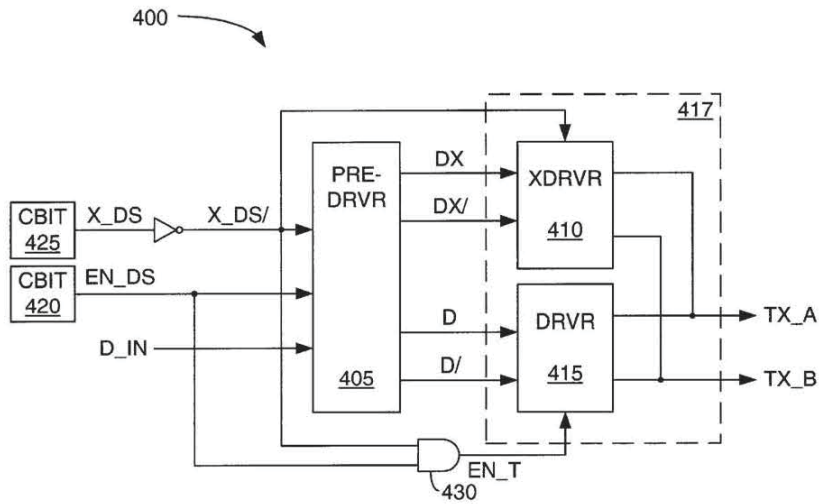 400
417
PRE-
DRVR
405
DX
DX/
XDRVR
410
CBIT
425
X_DS
X_DS/
CBIT
420
EN_DS
D_IN
D
D/
DRVR
415
TX_A
TX_B
EN_T
430